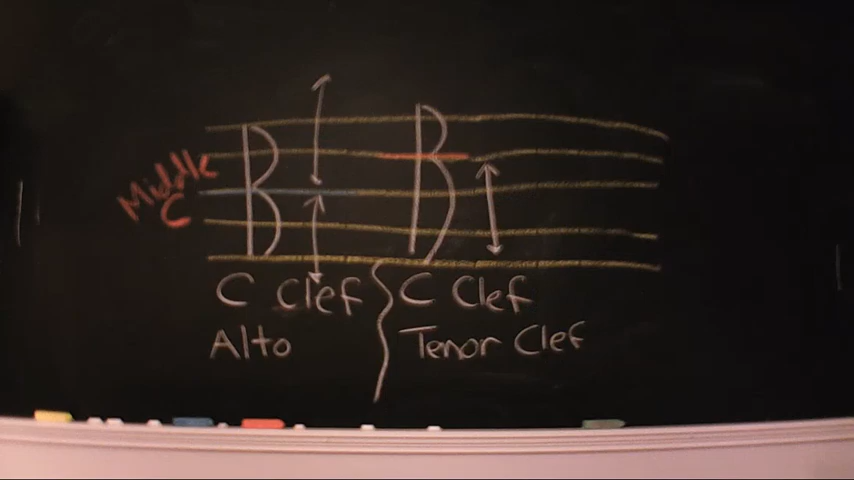 Middle
C
C Clef
Alto
C Clef
Tenor Clef